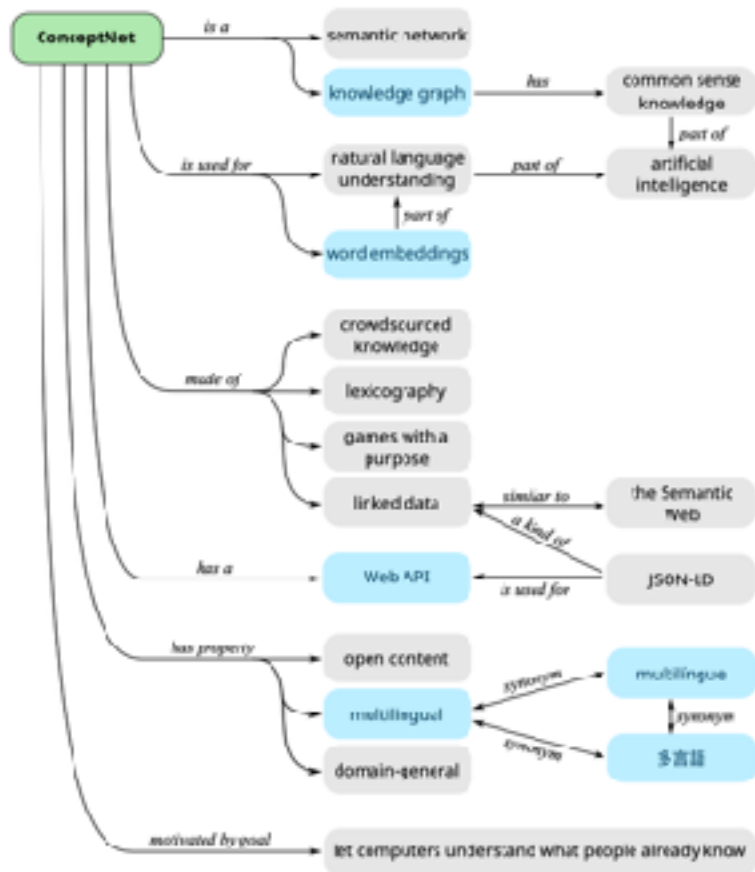 ConceptNet
is a
semantic network
knowledge graph
has
common sense
knowledge
part of
is used for
natural language
understanding
part of
artificial
intelligence
part of
word embeddings
crowdsourced
knowledge
made of
lexicography
games with a
purpose
linked data
similar to
the Semantic
Web
a kind of
has a
Web API
is used for
JSON-LD
has property
open content
synonym
multilingue
multilingual
synonym
synonym
多言語
domain-general
motivated by goal
let computers understand what people already know